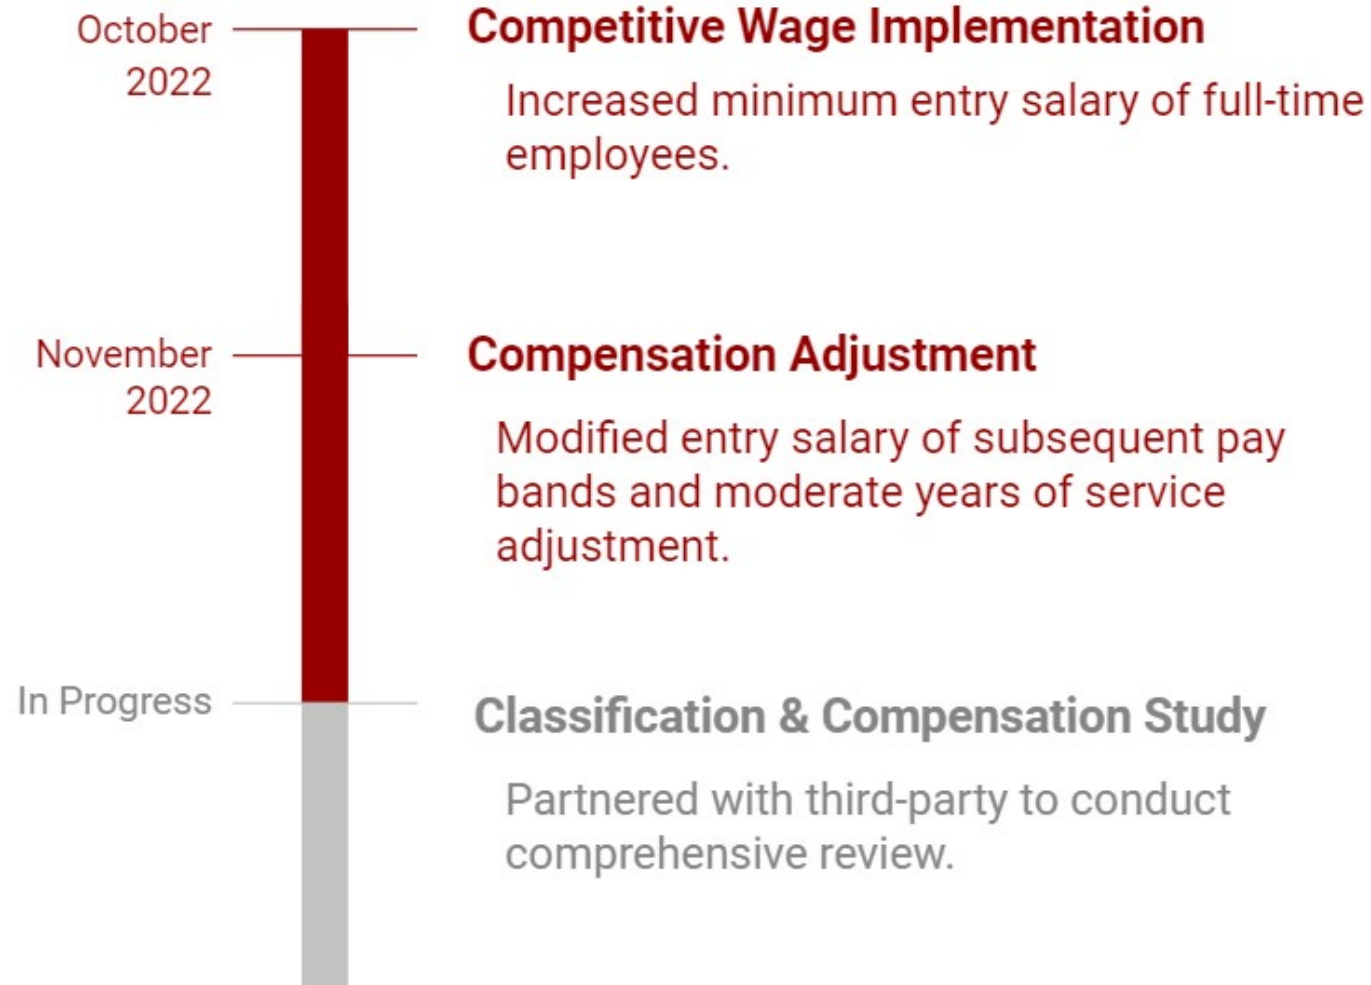 October
2022
Competitive Wage Implementation
Increased minimum entry salary of full-time
employees.
November
2022
Compensation Adjustment
Modified entry salary of subsequent pay
bands and moderate years of service
adjustment.
In Progress
Classification & Compensation Study
Partnered with third-party to conduct
comprehensive review.